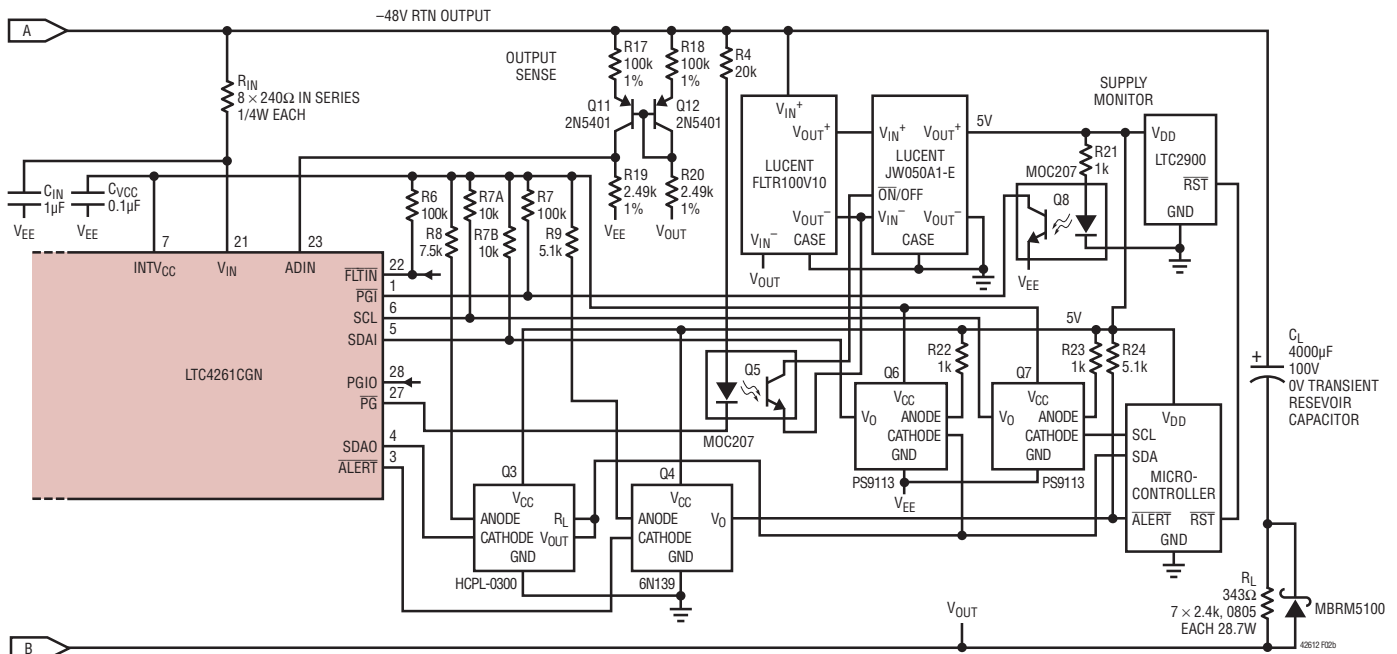 A
–48V RTN OUTPUT
RIN
8 × 240Ω IN SERIES
1/4W EACH
OUTPUT
SENSE
R17
100k
1%
R18
100k
1%
R4
20k
Q11
2N5401
Q12
2N5401
R19
2.49k
1%
R20
2.49k
1%
VEE
VOUT
CIN
1µF
VEE
CVCC
0.1µF
VEE
R6
100k
R8
7.5k
R7A
10k
R7B
10k
R7
100k
R9
5.1k
VIN+
VOUT+
LUCENT
FLTR100V10
VOUT–
VIN–
CASE
VOUT
VIN+
VOUT+
LUCENT
JW050A1-E
ON/OFF
VIN–
VOUT–
CASE
5V
SUPPLY
MONITOR
R21
1k
MOC207
Q8
VEE
VDD
LTC2900
RST
GND
7
21
23
INTVCC
VIN
ADIN
FLTIN
22
PGI
1
SCL
6
SDAI
5
LTC4261CGN
PGIO
28
PG
27
SDAO
4
ALERT
3
Q5
MOC207
Q3
VCC
ANODE
RL
CATHODE
VOUT
GND
HCPL-0300
Q4
VCC
ANODE
VO
CATHODE
GND
6N139
5V
R22
1k
R23
1k
R24
5.1k
Q6
VCC
VO
ANODE
CATHODE
GND
PS9113
VEE
Q7
VCC
VO
ANODE
CATHODE
GND
PS9113
VDD
SCL
SDA
MICRO-
CONTROLLER
ALERT
RST
GND
+
CL
4000µF
100V
0V TRANSIENT
RESEVOIR
CAPACITOR
RL
343Ω
7 × 2.4k, 0805
EACH 28.7W
MBRM5100
VOUT
B
42612 F02b